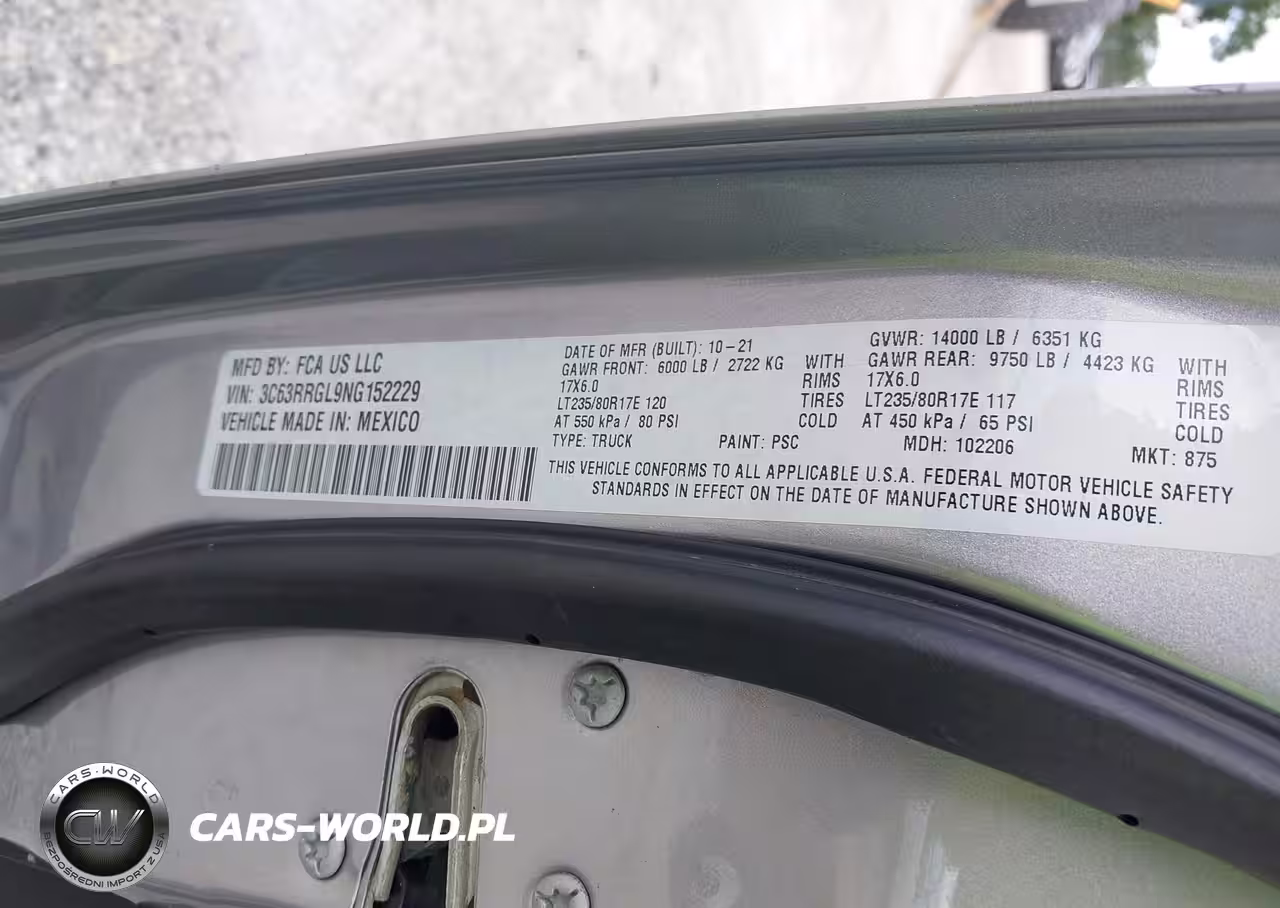 MFD BY: FCA US LLC
VIN: 3C63RRGL9NG152229
VEHICLE MADE IN: MEXICO
DATE OF MFR (BUILT): 10-21
GAWR FRONT: 6000 LB / 2722 KG WITH
17X6.0 RIMS
LT235/80R17E 120 TIRES
AT 550 kPa / 80 PSI COLD
GVWR: 14000 LB / 6351 KG
GAWR REAR: 9750 LB / 4423 KG WITH
17X6.0 RIMS
LT235/80R17E 117 TIRES
AT 450 kPa / 65 PSI COLD
TYPE: TRUCK PAINT: PSC MDH: 102206 MKT: 875
THIS VEHICLE CONFORMS TO ALL APPLICABLE U.S.A. FEDERAL MOTOR VEHICLE SAFETY
STANDARDS IN EFFECT ON THE DATE OF MANUFACTURE SHOWN ABOVE.
CARS-WORLD
CW
BEZPOŚREDNI IMPORT Z USA
CARS-WORLD.PL